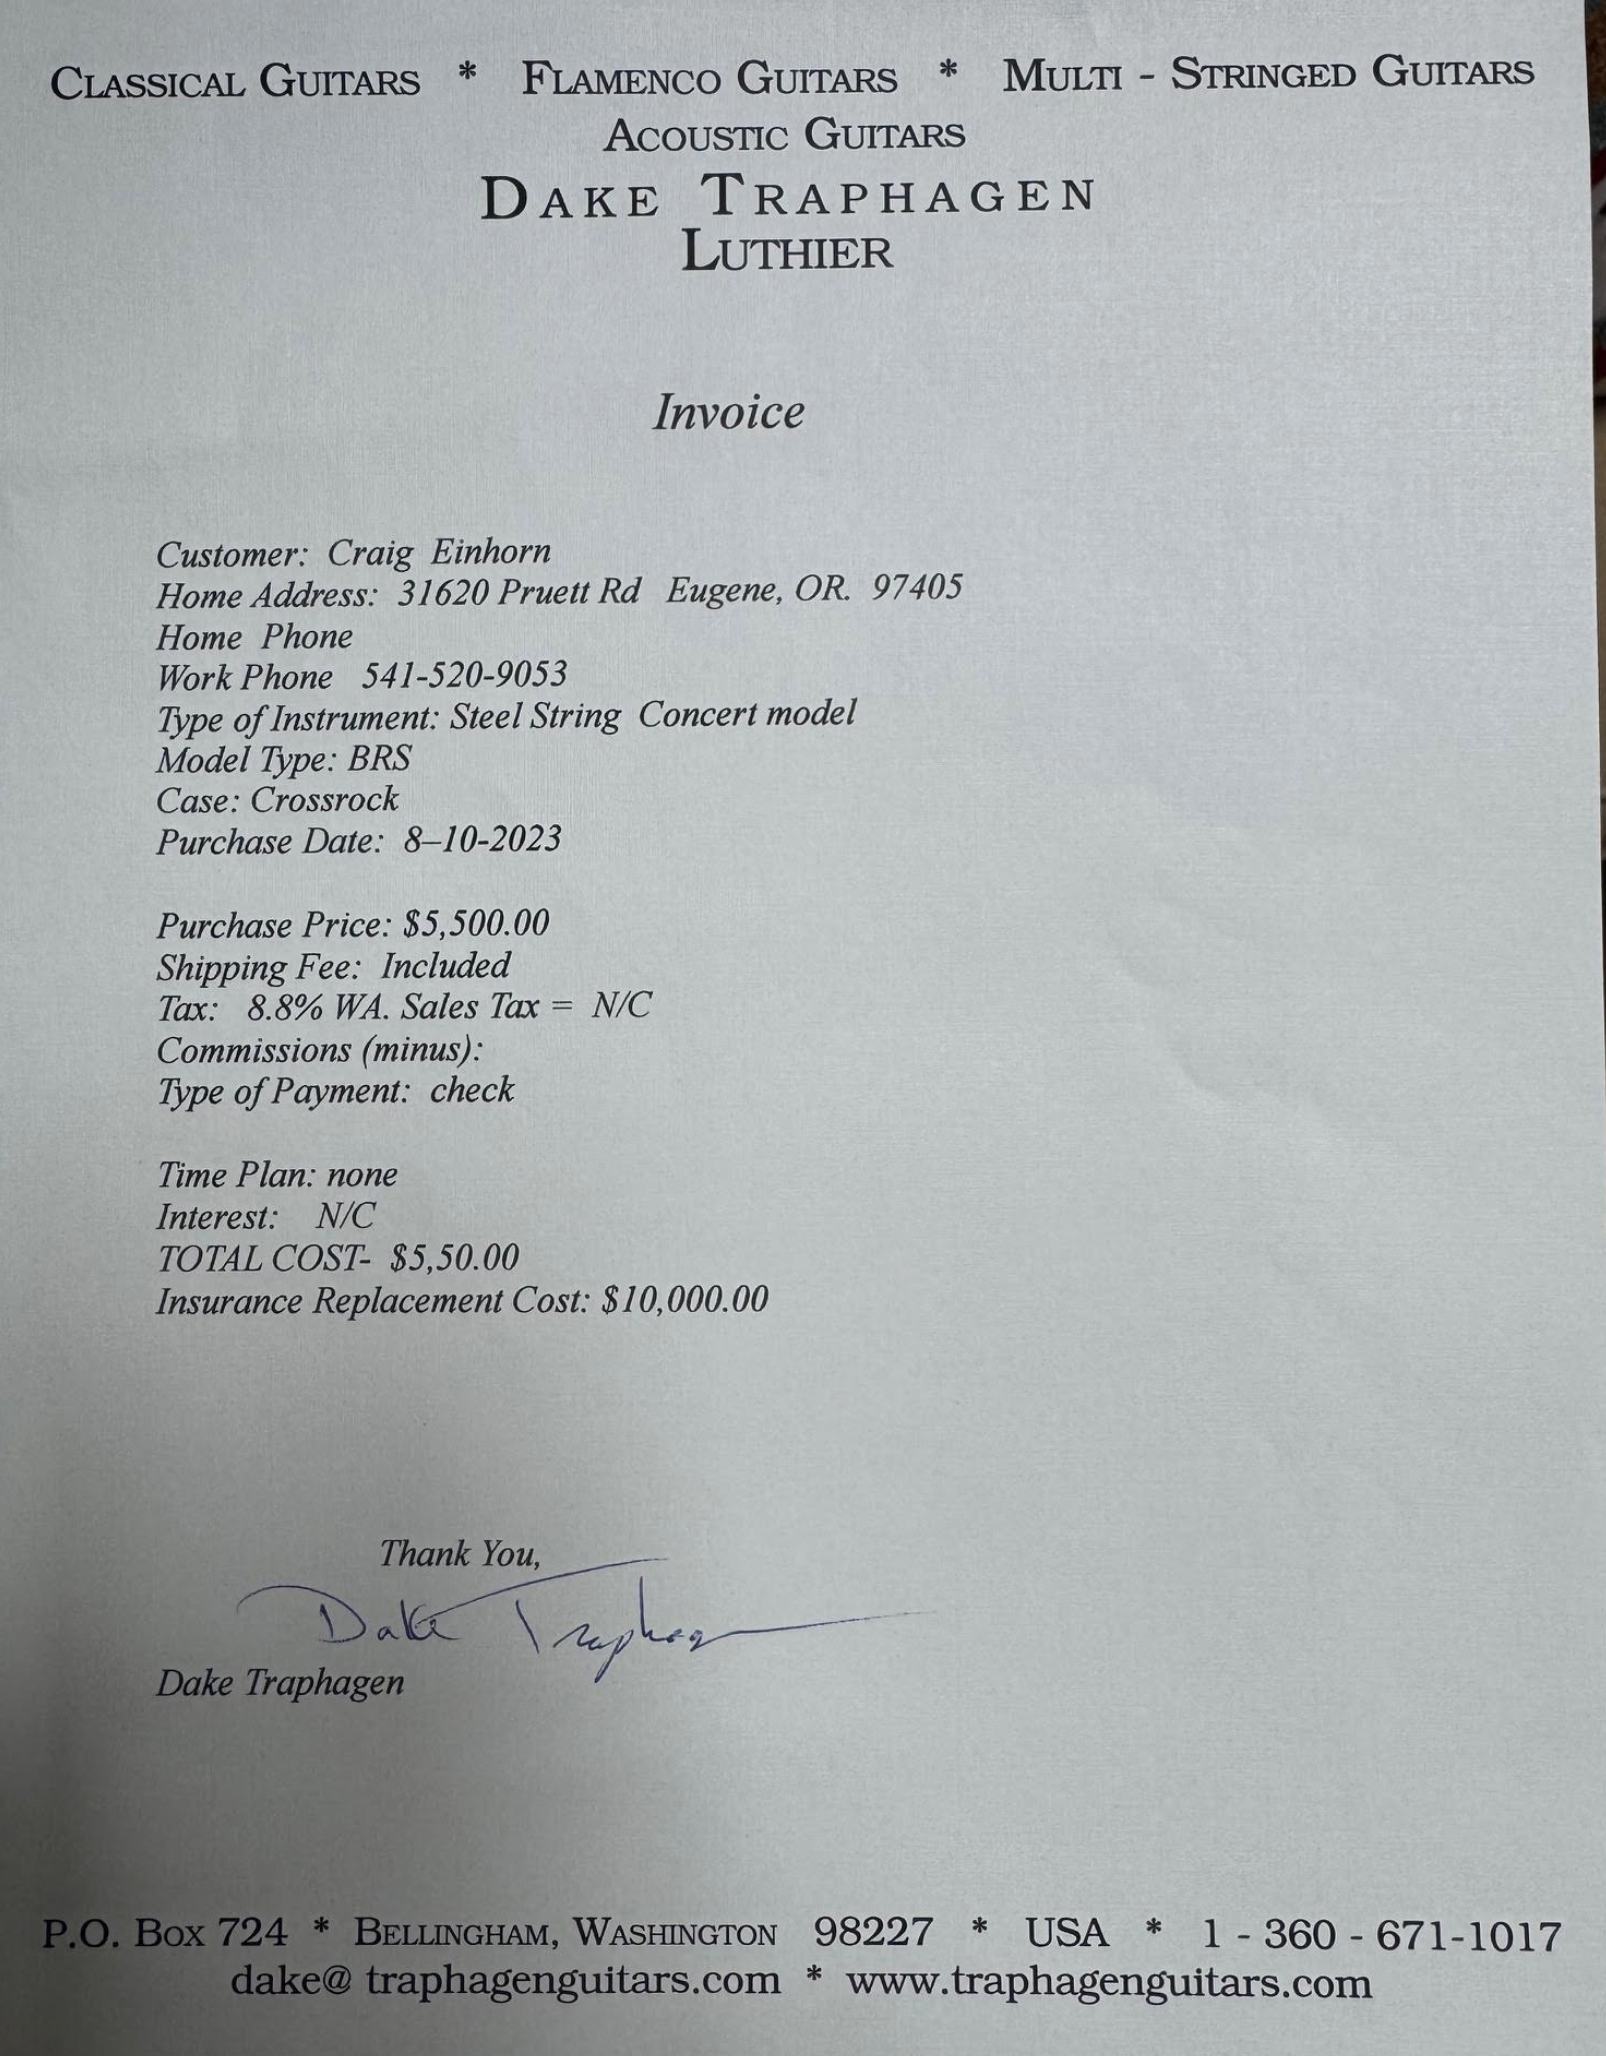 CLASSICAL GUITARS * FLAMENCO GUITARS * MULTI - STRINGED GUITARS
ACOUSTIC GUITARS
DAKE TRAPHAGEN
LUTHIER
Invoice
Customer: Craig Einhorn
Home Address: 31620 Pruett Rd Eugene, OR. 97405
Home Phone
Work Phone 541-520-9053
Type of Instrument: Steel String Concert model
Model Type: BRS
Case: Crossrock
Purchase Date: 8–10-2023
Purchase Price: $5,500.00
Shipping Fee: Included
Tax: 8.8% WA. Sales Tax = N/C
Commissions (minus):
Type of Payment: check
Time Plan: none
Interest: N/C
TOTAL COST- $5,50.00
Insurance Replacement Cost: $10,000.00
Thank You,
Dake Traphagen
Dake Traphagen
P.O. BOX 724 * BELLINGHAM, WASHINGTON 98227 * USA * 1 - 360 - 671-1017
dake@ traphagenguitars.com * www.traphagenguitars.com